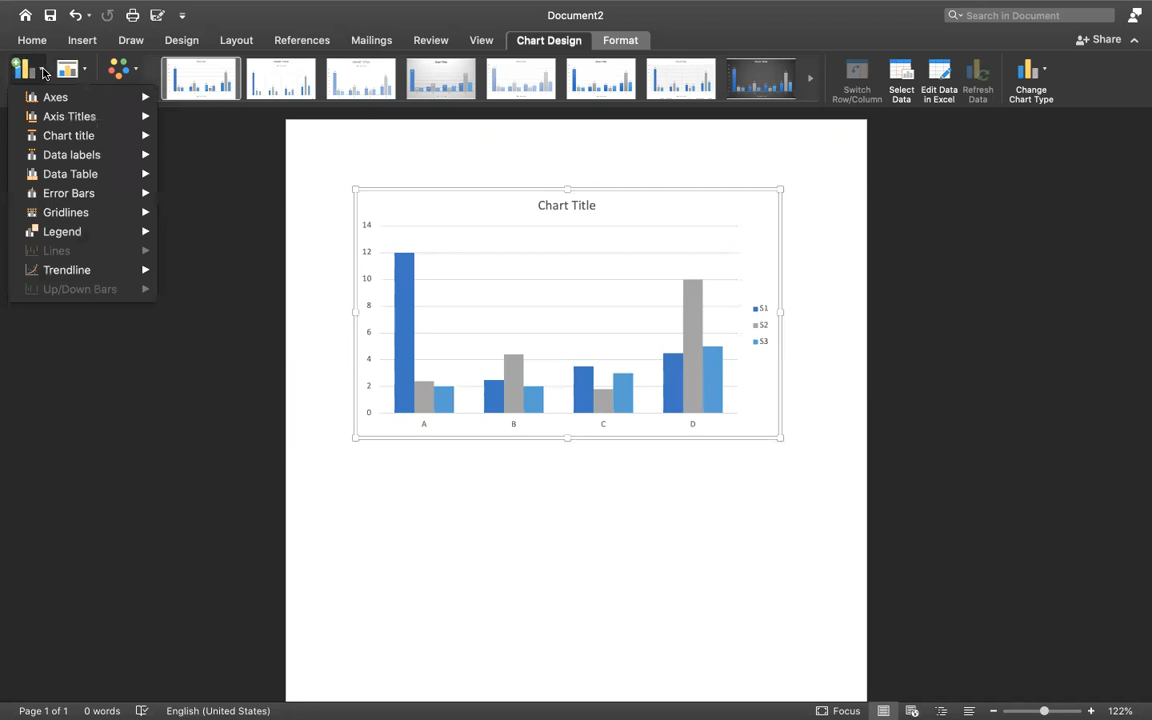 Document2
Search in Document
Home Insert Draw Design Layout References Mailings Review View Chart Design Format Share
Switch Row/Column
Select Data
Edit Data in Excel
Refresh Data
Change Chart Type
Axes
Axis Titles
Chart title
Data labels
Data Table
Error Bars
Gridlines
Legend
Lines
Trendline
Up/Down Bars
Chart Title
14
12
10
8
6
4
2
0
A B C D
S1
S2
S3
Page 1 of 1 0 words English (United States) Focus 122%